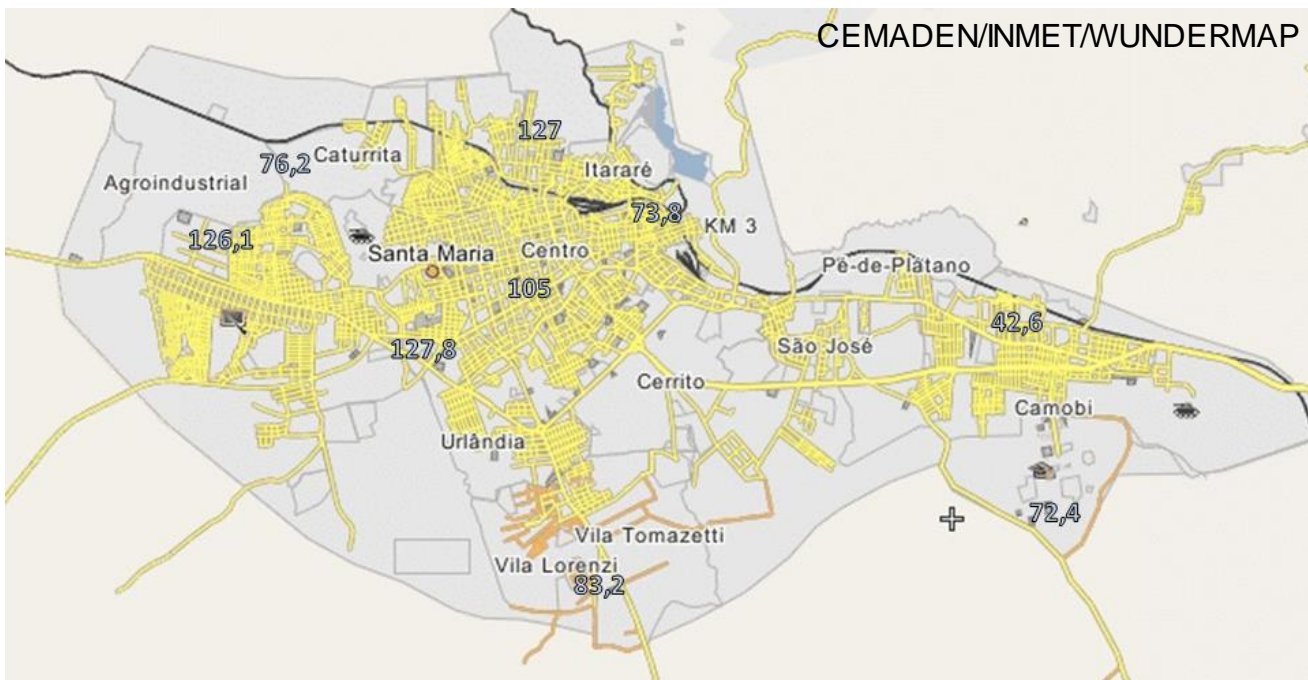 CEMADEN/INMET/WUNDERMAP
127
76,2
Caturrita
Itararé
Agroindustrial
73,8
KM 3
126,1
Santa Maria
Centro
Pé-de-Plátano
105
42,6
127,8
São José
Cerrito
Camobi
Urlândia
72,4
Vila Tomazetti
Vila Lorenzi
83,2